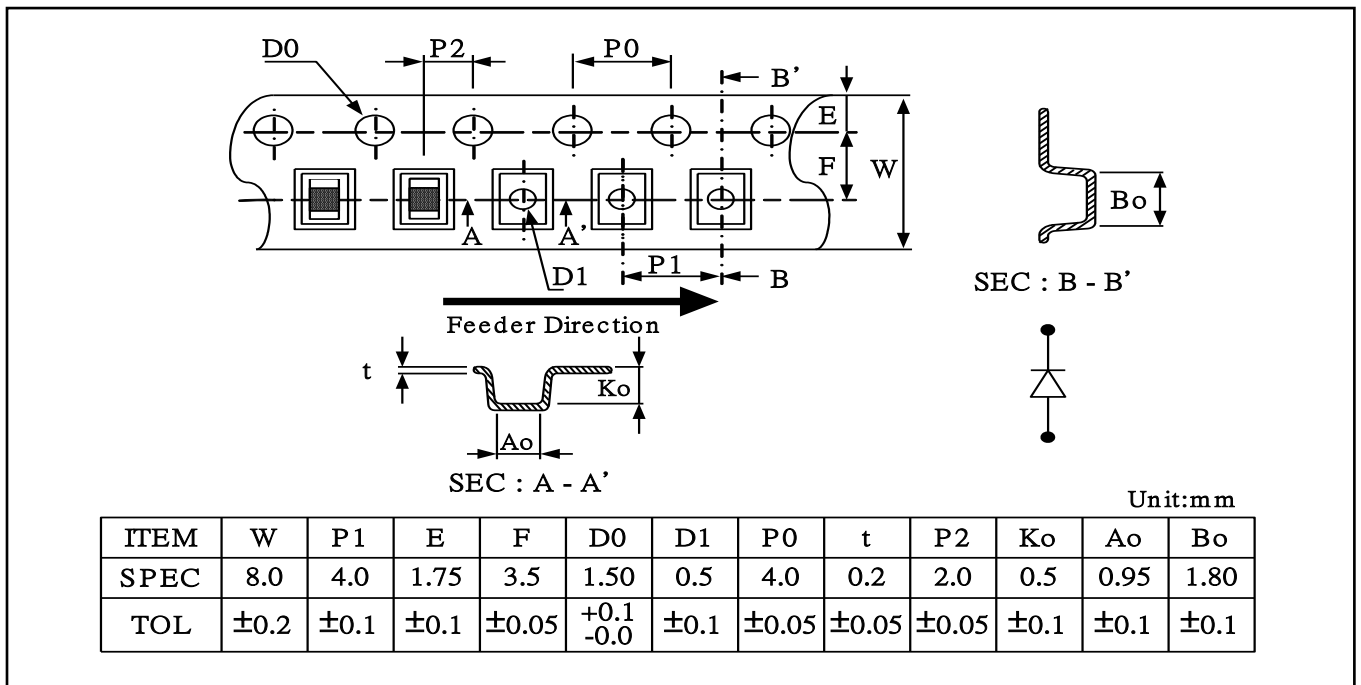 D0
P2
P0
B'
E
F
W
A
A'
D1
P1
B
Feeder Direction
Bo
SEC : B - B'
t
Ko
Ao
SEC : A - A'
Unit:mm
ITEM W P1 E F D0 D1 P0 t P2 Ko Ao Bo
SPEC 8.0 4.0 1.75 3.5 1.50 0.5 4.0 0.2 2.0 0.5 0.95 1.80
TOL ±0.2 ±0.1 ±0.1 ±0.05 +0.1 -0.0 ±0.1 ±0.05 ±0.05 ±0.05 ±0.1 ±0.1 ±0.1